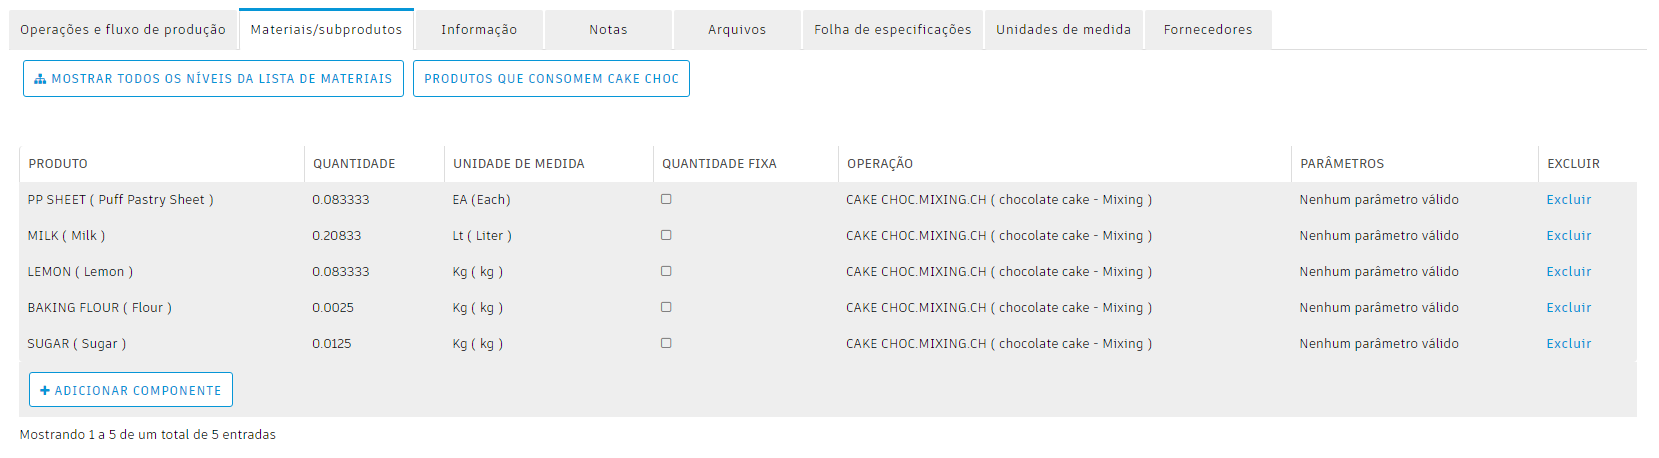 Operações e fluxo de produção Materiais/subprodutos Informação Notas Arquivos Folha de especificações Unidades de medida Fornecedores
MOSTRAR TODOS OS NÍVEIS DA LISTA DE MATERIAIS PRODUTOS QUE CONSOMEM CAKE CHOC
PRODUTO QUANTIDADE UNIDADE DE MEDIDA QUANTIDADE FIXA OPERAÇÃO PARÂMETROS EXCLUIR
PP SHEET ( Puff Pastry Sheet ) 0.083333 EA (Each) CAKE CHOC.MIXING.CH ( chocolate cake - Mixing ) Nenhum parâmetro válido Excluir
MILK ( Milk ) 0.20833 Lt ( Liter ) CAKE CHOC.MIXING.CH ( chocolate cake - Mixing ) Nenhum parâmetro válido Excluir
LEMON ( Lemon ) 0.083333 Kg ( kg ) CAKE CHOC.MIXING.CH ( chocolate cake - Mixing ) Nenhum parâmetro válido Excluir
BAKING FLOUR ( Flour ) 0.0025 Kg ( kg ) CAKE CHOC.MIXING.CH ( chocolate cake - Mixing ) Nenhum parâmetro válido Excluir
SUGAR ( Sugar ) 0.0125 Kg ( kg ) CAKE CHOC.MIXING.CH ( chocolate cake - Mixing ) Nenhum parâmetro válido Excluir
+ ADICIONAR COMPONENTE
Mostrando 1 a 5 de um total de 5 entradas